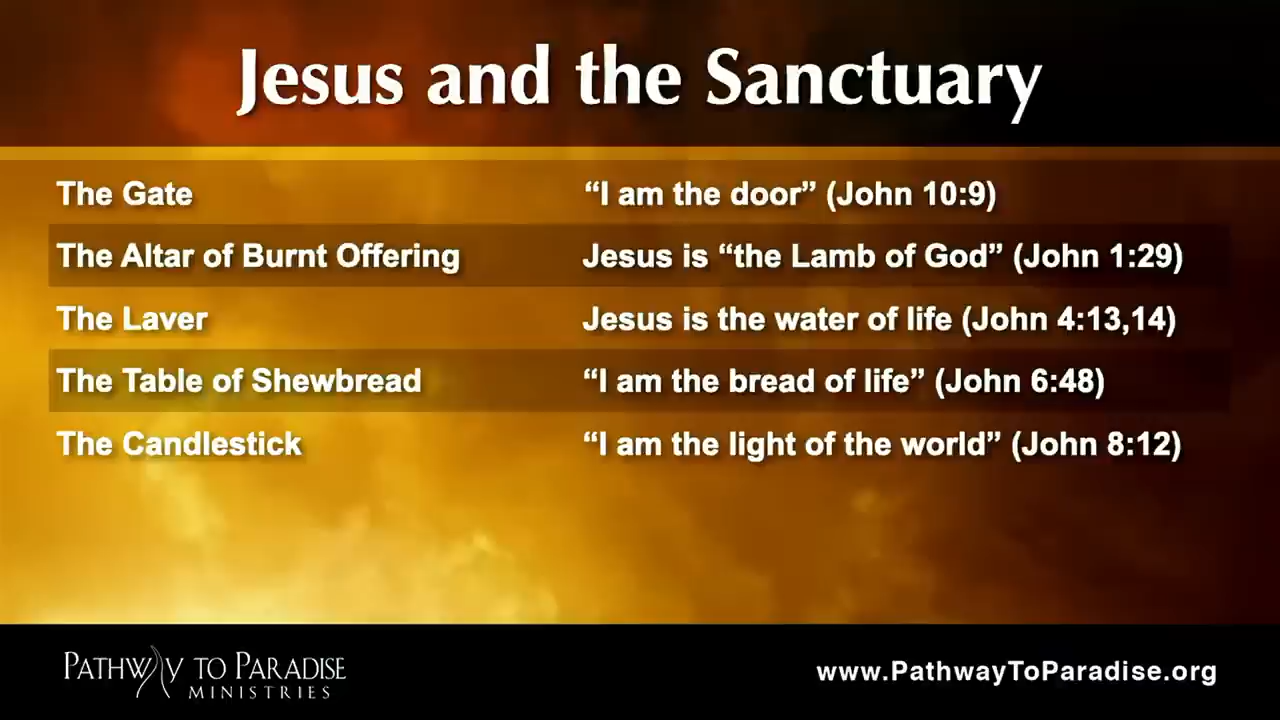 Jesus and the Sanctuary
The Gate “I am the door” (John 10:9)
The Altar of Burnt Offering Jesus is “the Lamb of God” (John 1:29)
The Laver Jesus is the water of life (John 4:13,14)
The Table of Shewbread “I am the bread of life” (John 6:48)
The Candlestick “I am the light of the world” (John 8:12)
PATHWAY TO PARADISE
MINISTRIES
www.PathwayToParadise.org